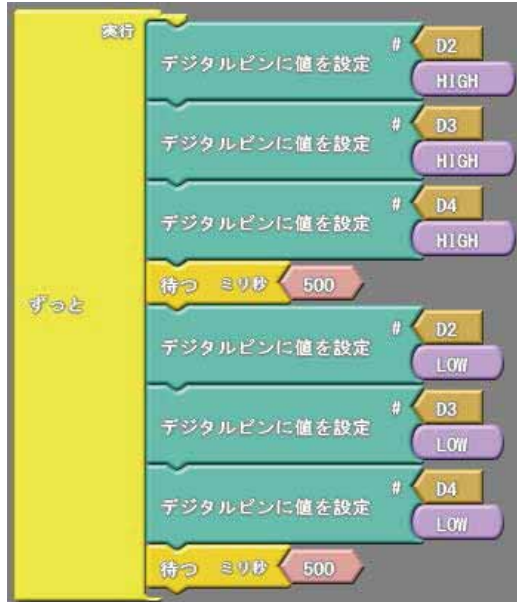 実行
デジタルピンに値を設定 # D2
HIGH
デジタルピンに値を設定 # D3
HIGH
デジタルピンに値を設定 # D4
HIGH
待つ ミリ秒 500
ずっと
デジタルピンに値を設定 # D2
LOW
デジタルピンに値を設定 # D3
LOW
デジタルピンに値を設定 # D4
LOW
待つ ミリ秒 500